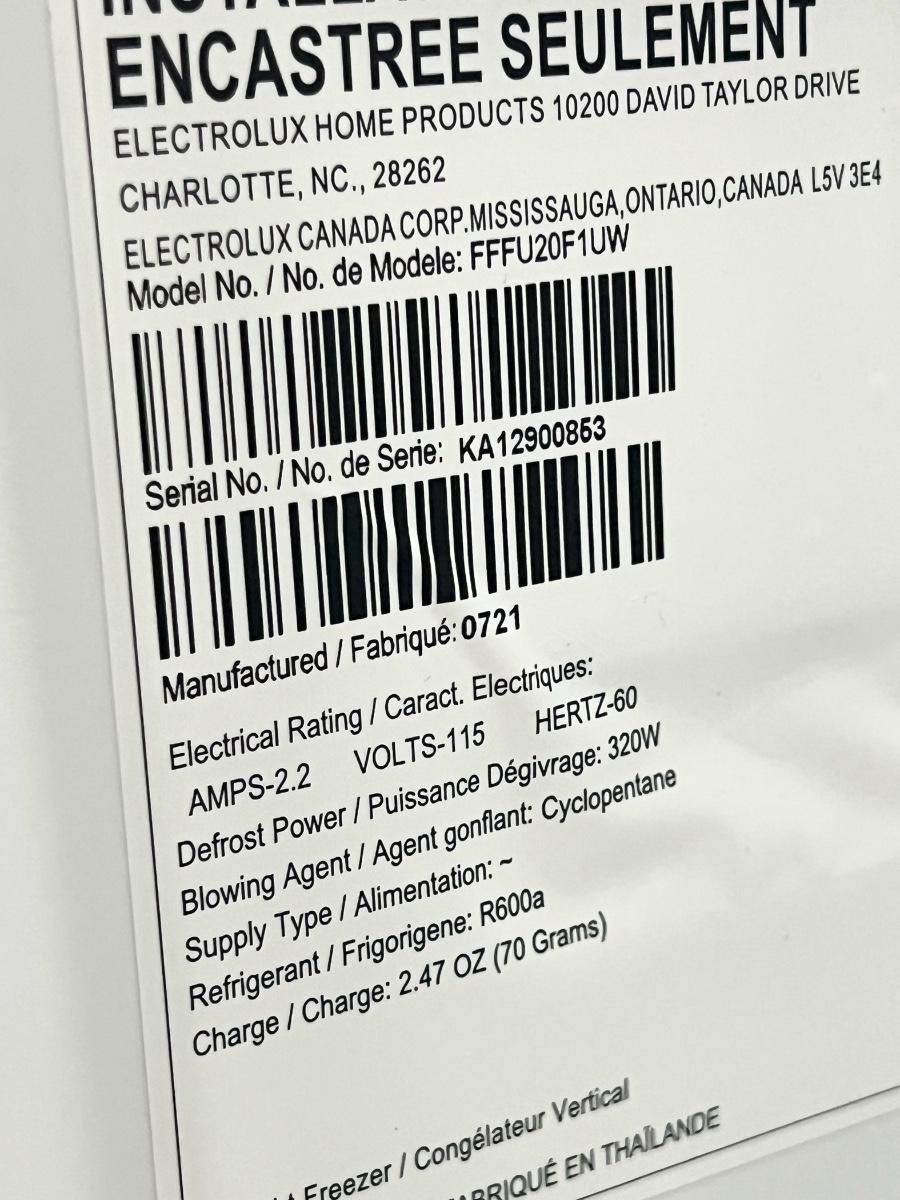 ENCASTREE SEULEMENT
ELECTROLUX HOME PRODUCTS 10200 DAVID TAYLOR DRIVE
CHARLOTTE, NC., 28262
ELECTROLUX CANADA CORP.MISSISSAUGA,ONTARIO,CANADA L5V 3E4
Model No. / No. de Modele: FFFU20F1UW
Serial No. / No. de Serie: KA12900853
Manufactured / Fabriqué: 0721
Electrical Rating / Caract. Electriques:
AMPS-2.2 VOLTS-115 HERTZ-60
Defrost Power / Puissance Dégivrage: 320W
Blowing Agent / Agent gonflant: Cyclopentane
Supply Type / Alimentation: ~
Refrigerant / Frigorigene: R600a
Charge / Charge: 2.47 OZ (70 Grams)
Freezer / Congélateur Vertical
EN THAÏLANDE